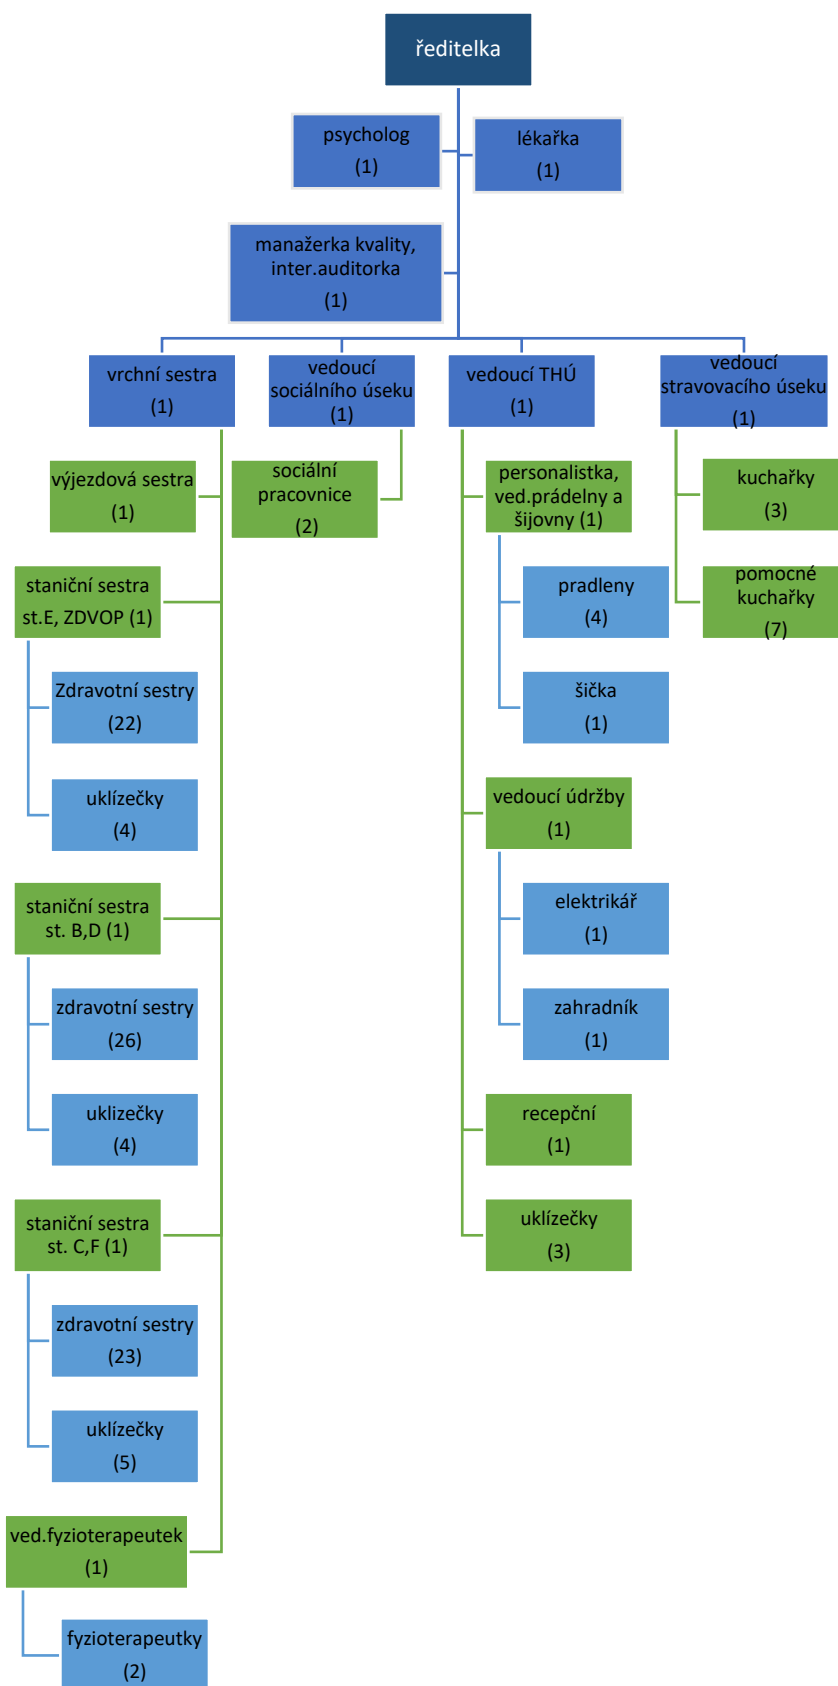 ředitelka
psycholog
(1)
lékařka
(1)
manažerka kvality,
inter.auditorka
(1)
vrchní sestra
(1)
vedoucí
sociálního úseku
(1)
vedoucí THÚ
(1)
vedoucí
stravovacího úseku
(1)
výjezdová sestra
(1)
staniční sestra
st.E, ZDVOP (1)
Zdravotní sestry
(22)
uklízečky
(4)
staniční sestra
st. B,D (1)
zdravotní sestry
(26)
uklizečky
(4)
staniční sestra
st. C,F (1)
zdravotní sestry
(23)
uklízečky
(5)
ved.fyzioterapeutek
(1)
fyzioterapeutky
(2)
sociální
pracovnice
(2)
personalistka,
ved.prádelny a
šijovny (1)
pradleny
(4)
šička
(1)
vedoucí údržby
(1)
elektrikář
(1)
zahradník
(1)
recepční
(1)
uklízečky
(3)
kuchařky
(3)
pomocné
kuchařky
(7)